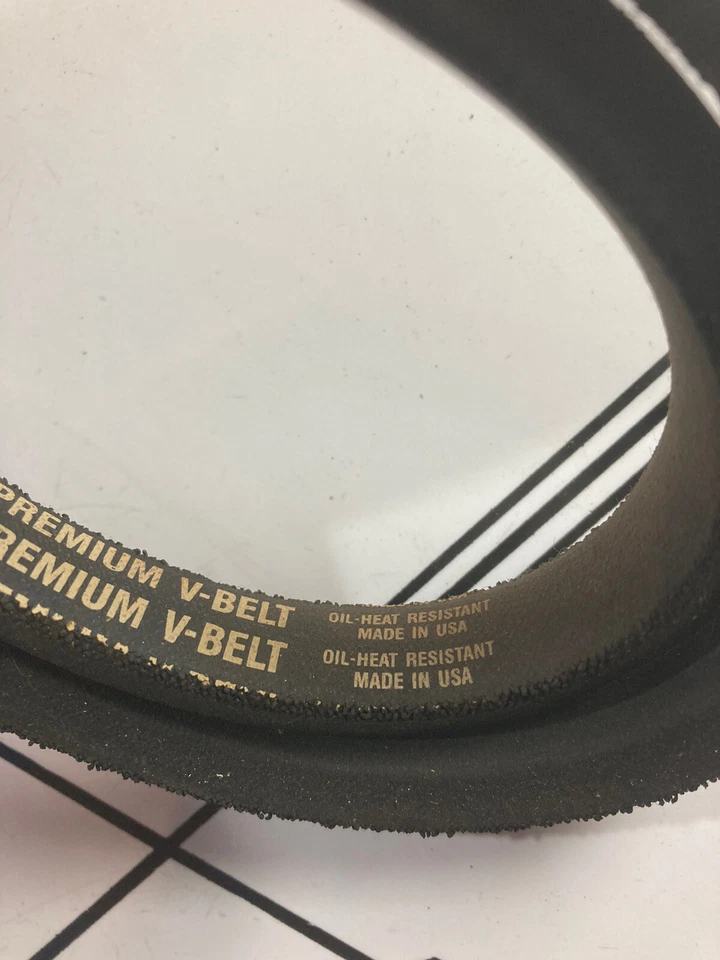 PREMIUM V-BELT OIL-HEAT RESISTANT
MADE IN USA
REMIUM V-BELT OIL-HEAT RESISTANT
MADE IN USA